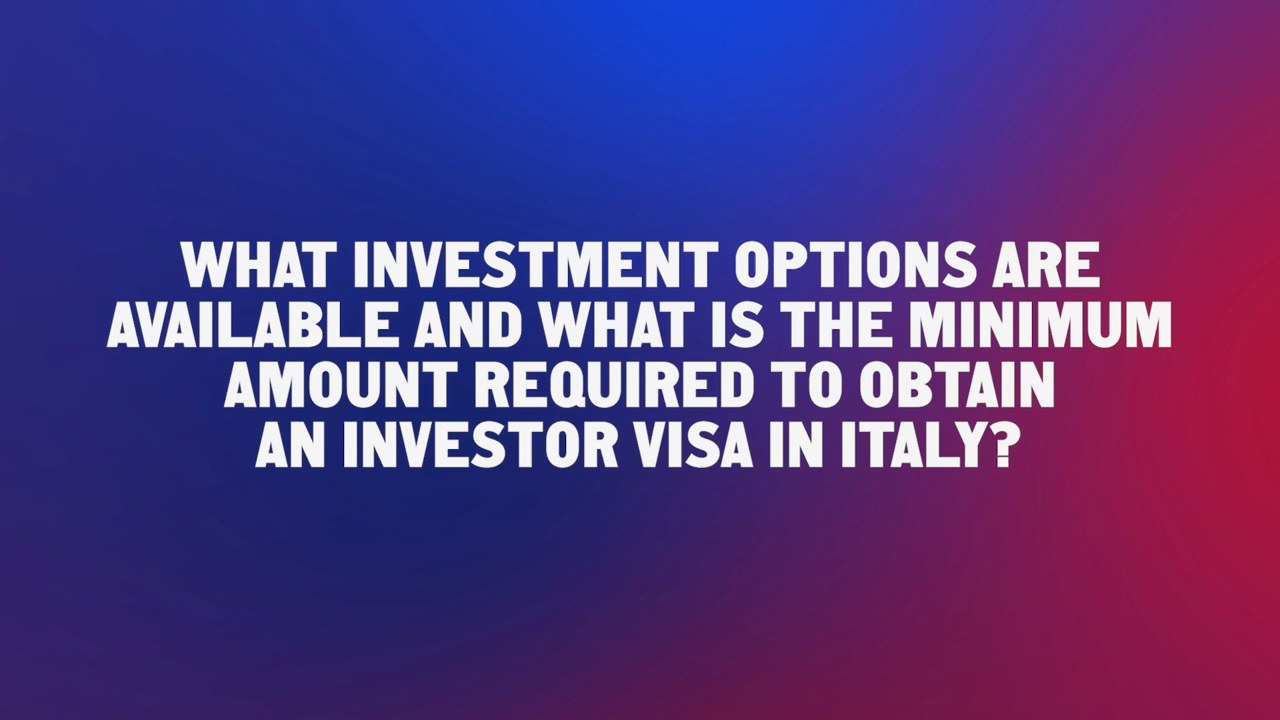 WHAT INVESTMENT OPTIONS ARE
AVAILABLE AND WHAT IS THE MINIMUM
AMOUNT REQUIRED TO OBTAIN
AN INVESTOR VISA IN ITALY?